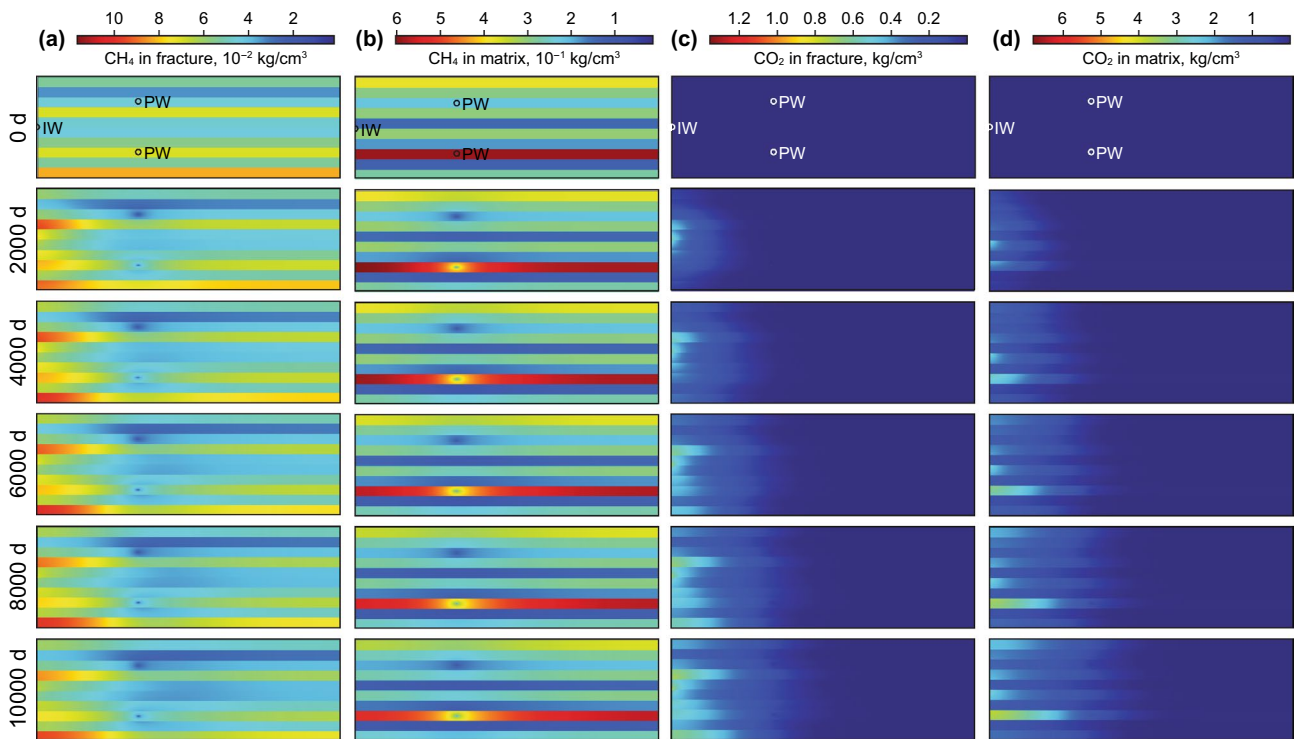 10 8 6 4 2
(a)
CH₄ in fracture, 10⁻² kg/cm³
6 5 4 3 2 1
(b)
CH₄ in matrix, 10⁻¹ kg/cm³
1.2 1.0 0.8 0.6 0.4 0.2
(c)
CO₂ in fracture, kg/cm³
6 5 4 3 2 1
(d)
CO₂ in matrix, kg/cm³
0 d
PW
IW
PW
PW
IW
PW
PW
IW
PW
PW
IW
PW
2000 d
4000 d
6000 d
8000 d
10000 d